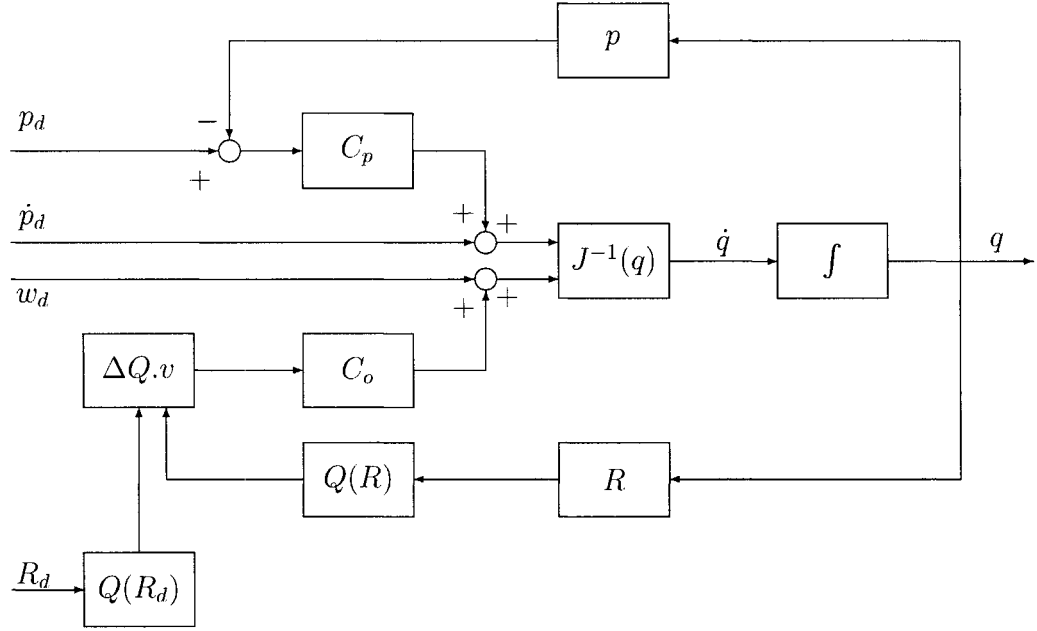 p
p_d
−
+
C_p
ṗ_d
+ +
J⁻¹(q)
q̇
∫
q
w_d
+ +
ΔQ.v
C_o
Q(R)
R
R_d
Q(R_d)